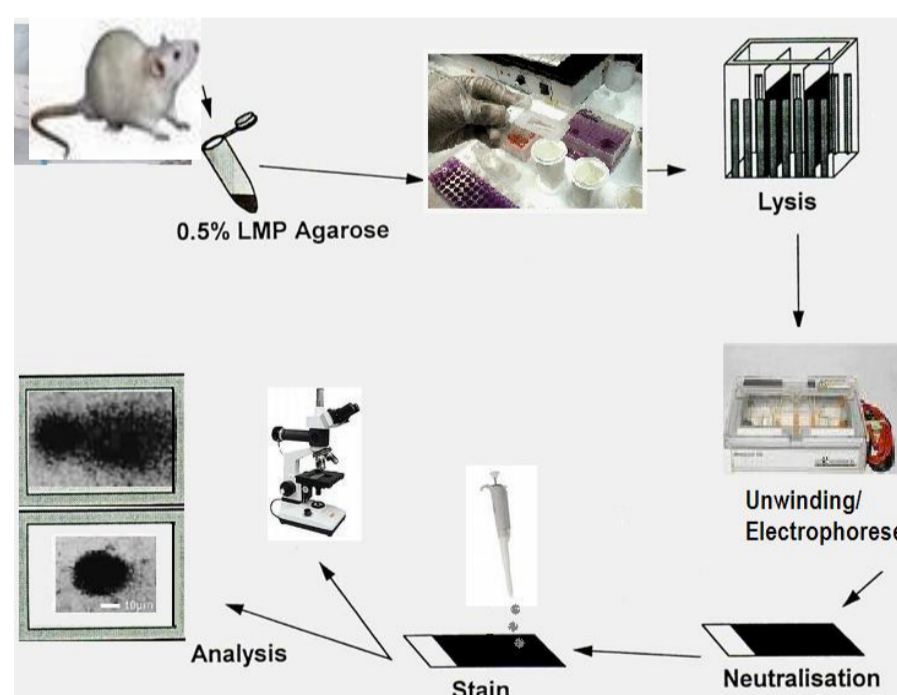 0.5% LMP Agarose
Lysis
Unwinding/
Electrophorese
Neutralisation
Stain
Analysis
10µm